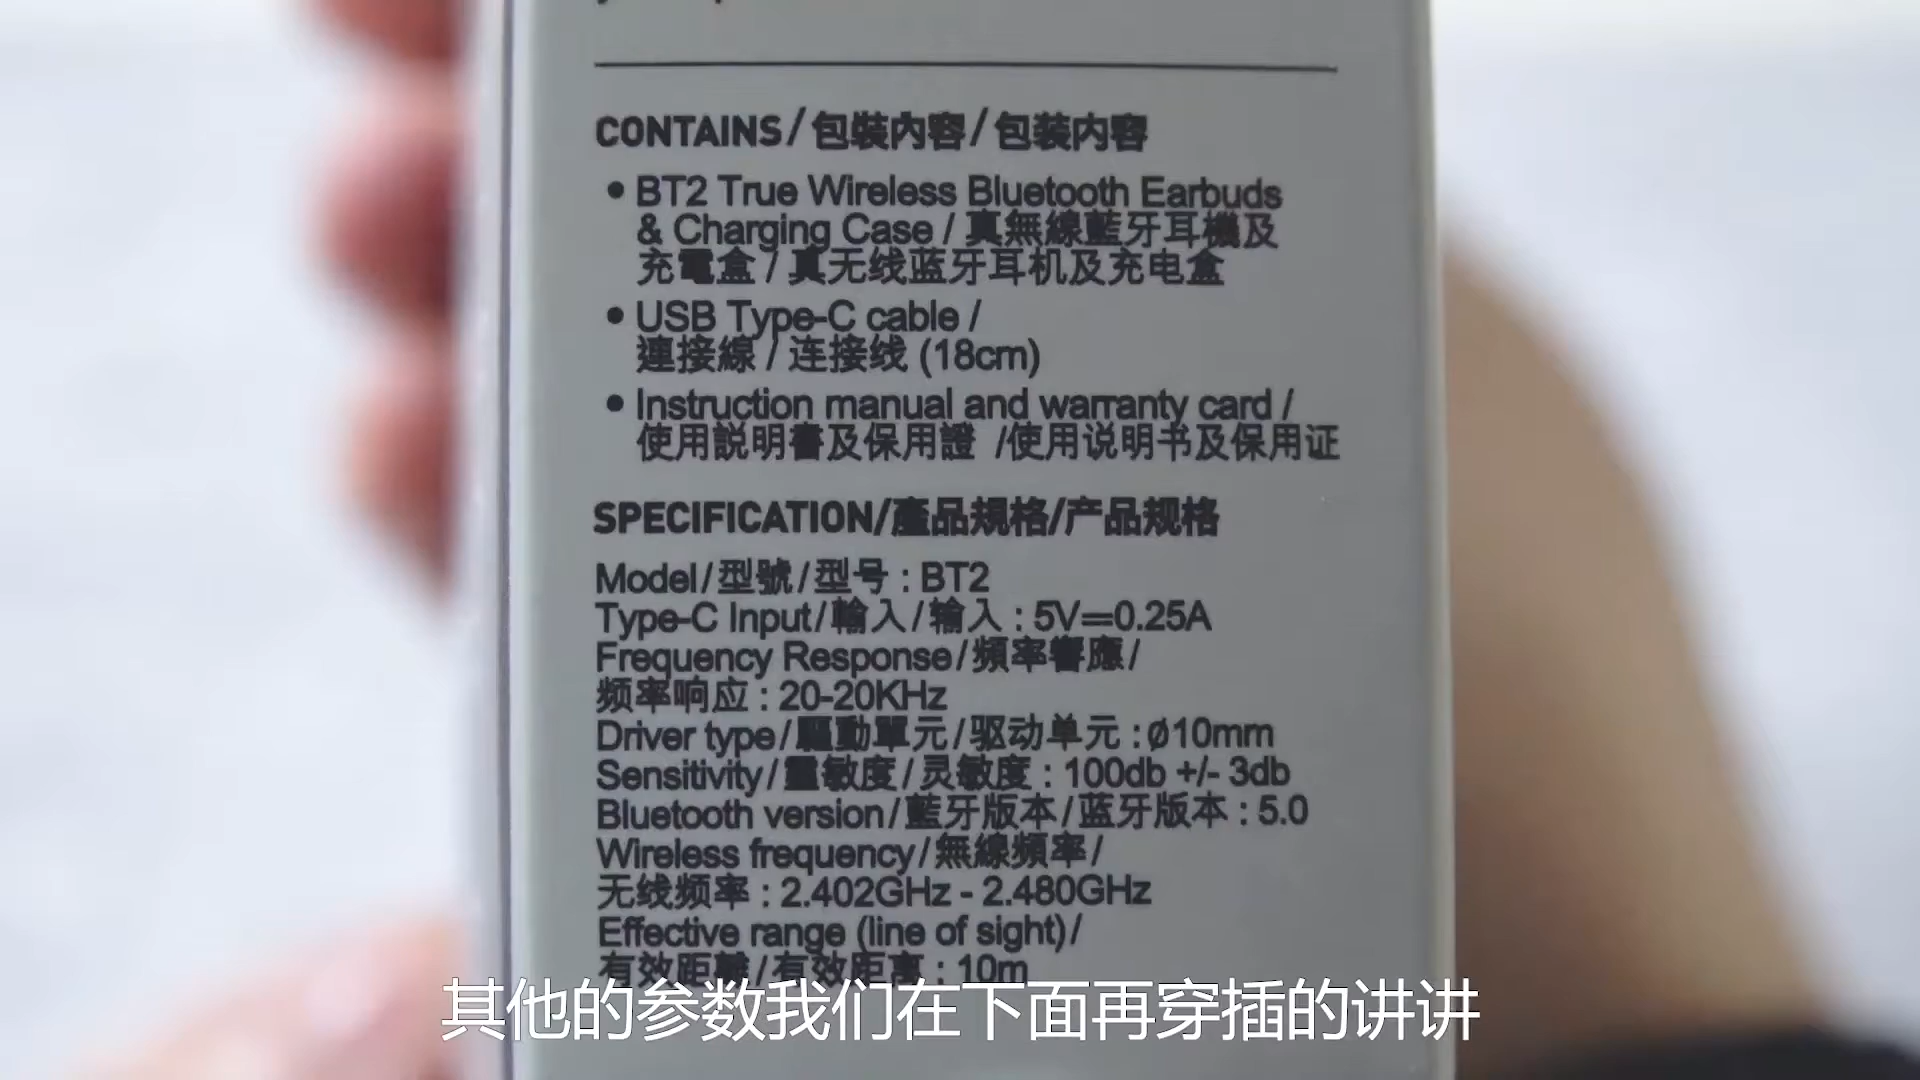 CONTAINS/包裝內容/包装内容
• BT2 True Wireless Bluetooth Earbuds
& Charging Case / 真無線藍牙耳機及
充電盒 / 真无线蓝牙耳机及充电盒
• USB Type-C cable /
連接線 / 连接线 (18cm)
• Instruction manual and warranty card /
使用説明書及保用證 /使用说明书及保用证
SPECIFICATION/產品規格/产品规格
Model/型號/型号 : BT2
Type-C Input/輸入/输入 : 5V⎓0.25A
Frequency Response/頻率響應/
频率响应 : 20-20KHz
Driver type/驅動單元/驱动单元 :ø10mm
Sensitivity/靈敏度/灵敏度 : 100db +/- 3db
Bluetooth version/藍牙版本/蓝牙版本 : 5.0
Wireless frequency/無線頻率/
无线频率 : 2.402GHz - 2.480GHz
Effective range (line of sight)/
有效距離/有效距离 : 10m
其他的参数我们在下面再穿插的讲讲